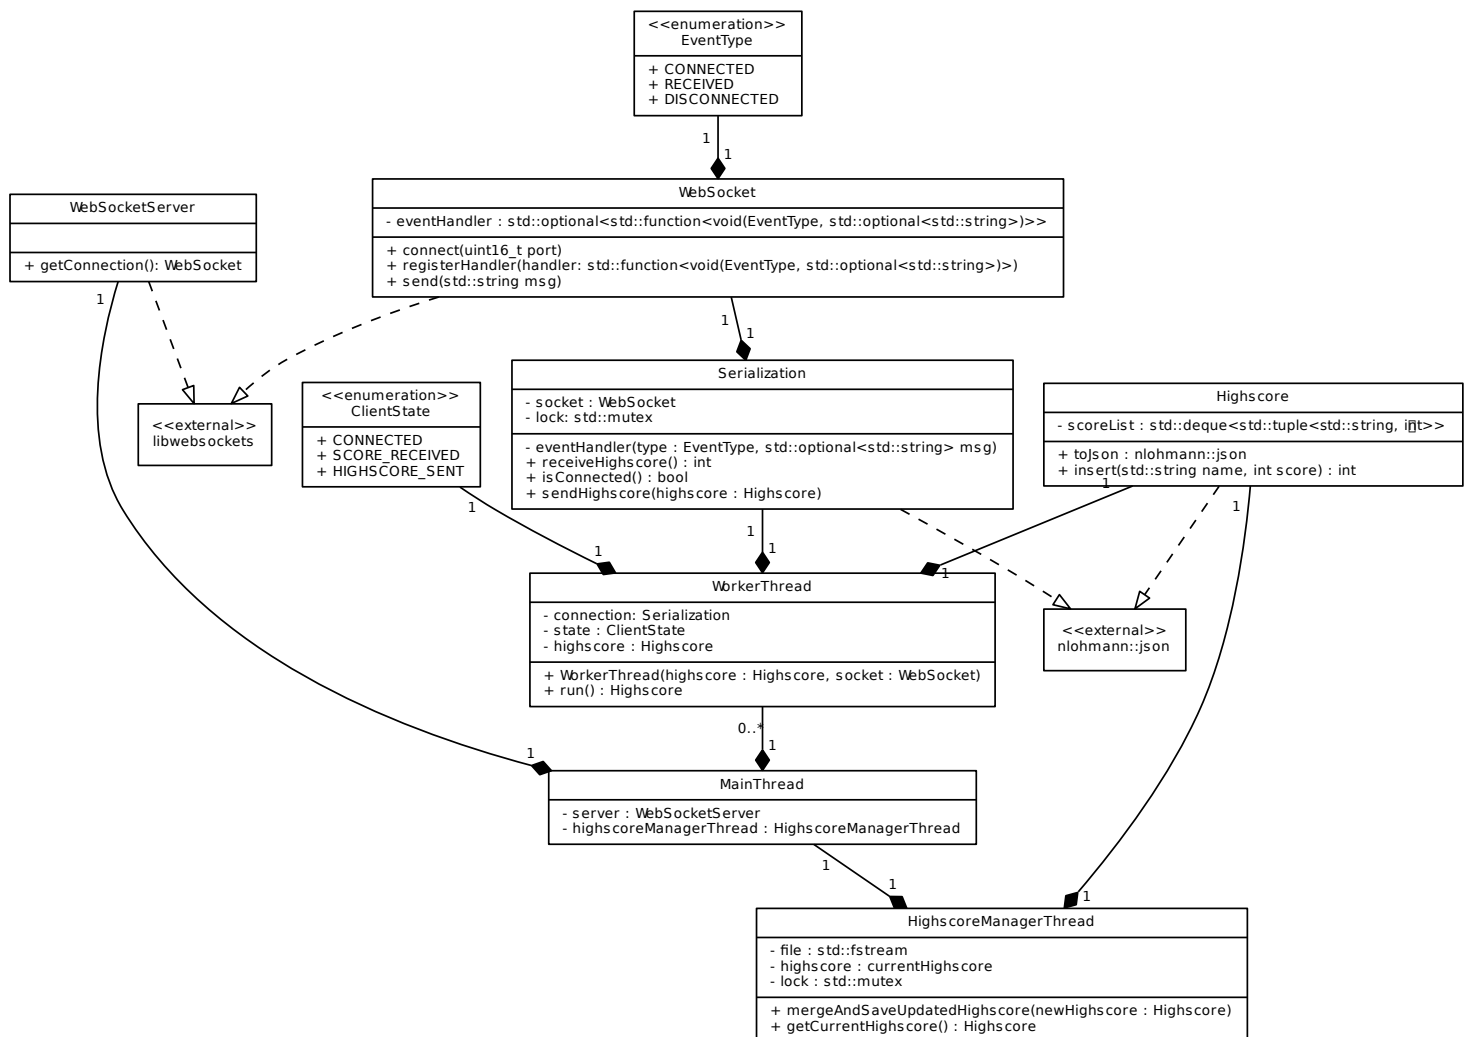 <<enumeration>>
EventType
+ CONNECTED
+ RECEIVED
+ DISCONNECTED
1
1
WebSocket
- eventHandler : std::optional<std::function<void(EventType, std::optional<std::string>)>>
+ connect(uint16_t port)
+ registerHandler(handler: std::function<void(EventType, std::optional<std::string>)>)
+ send(std::string msg)
WebSocketServer
+ getConnection(): WebSocket
1
1
1
<<external>>
libwebsockets
<<enumeration>>
ClientState
+ CONNECTED
+ SCORE_RECEIVED
+ HIGHSCORE_SENT
Serialization
- socket : WebSocket
- lock: std::mutex
- eventHandler(type : EventType, std::optional<std::string> msg)
+ receiveHighscore() : int
+ isConnected() : bool
+ sendHighscore(highscore : Highscore)
Highscore
- scoreList : std::deque<std::tuple<std::string, int>>
+ toJson : nlohmann::json
+ insert(std::string name, int score) : int
1
1
1
1
1
1
1
<<external>>
nlohmann::json
WorkerThread
- connection: Serialization
- state : ClientState
- highscore : Highscore
+ WorkerThread(highscore : Highscore, socket : WebSocket)
+ run() : Highscore
0..*
1
1
MainThread
- server : WebSocketServer
- highscoreManagerThread : HighscoreManagerThread
1
1
1
HighscoreManagerThread
- file : std::fstream
- highscore : currentHighscore
- lock : std::mutex
+ mergeAndSaveUpdatedHighscore(newHighscore : Highscore)
+ getCurrentHighscore() : Highscore